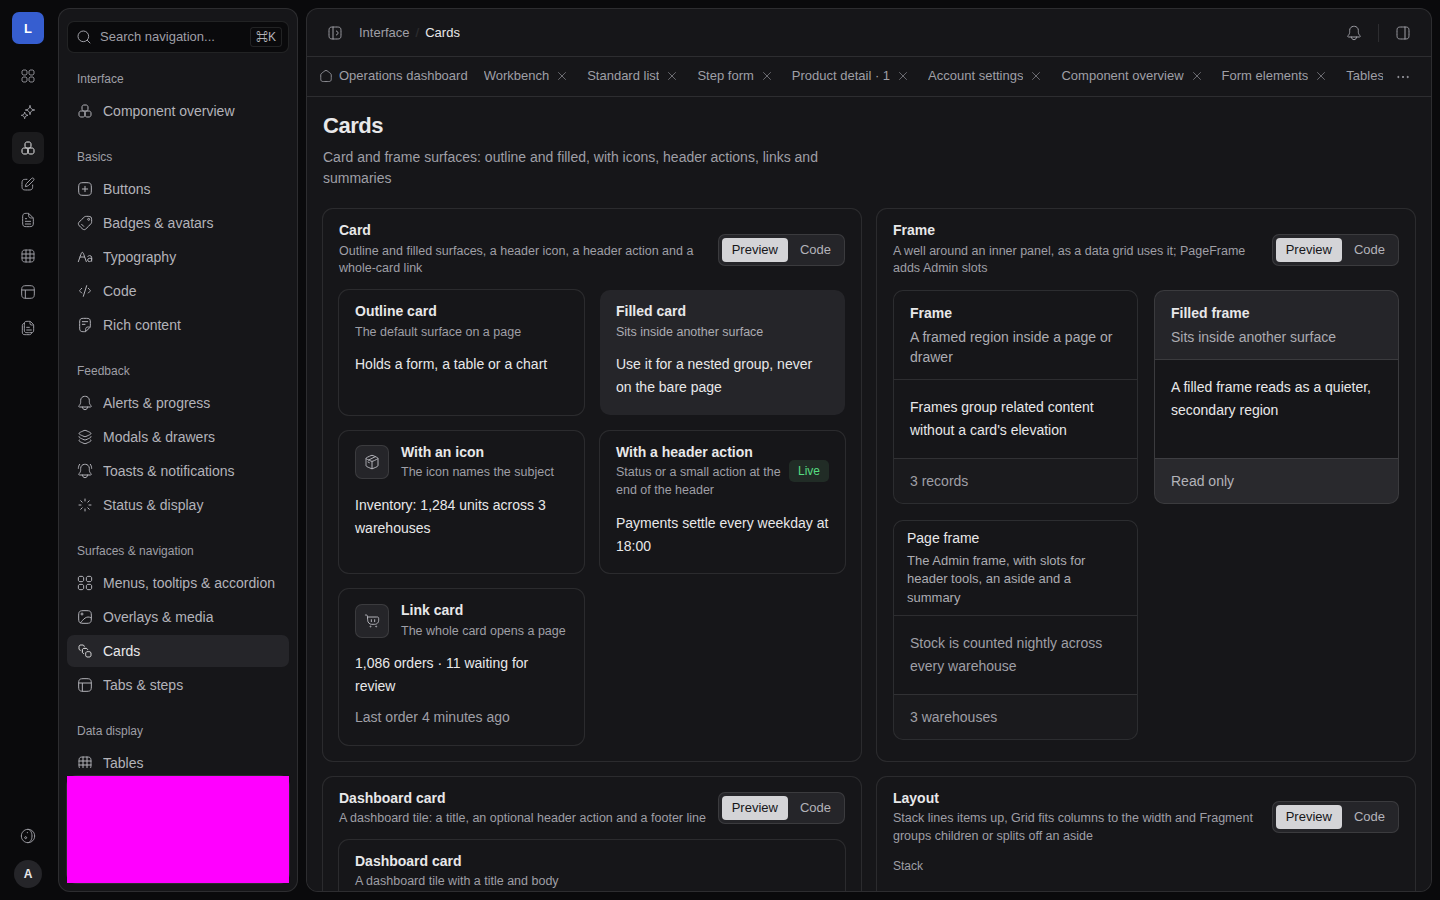 L
Search navigation...
⌘K
Interface
Component overview
Basics
Buttons
Badges & avatars
Typography
Code
Rich content
Feedback
Alerts & progress
Modals & drawers
Toasts & notifications
Status & display
Surfaces & navigation
Menus, tooltips & accordion
Overlays & media
Cards
Tabs & steps
Data display
Tables
A
Interface / Cards
Operations dashboard
Workbench
Standard list
Step form
Product detail · 1
Account settings
Component overview
Form elements
Tables
Cards
Card and frame surfaces: outline and filled, with icons, header actions, links and
summaries
Card
Outline and filled surfaces, a header icon, a header action and a
whole-card link
Preview
Code
Outline card
The default surface on a page
Holds a form, a table or a chart
Filled card
Sits inside another surface
Use it for a nested group, never
on the bare page
With an icon
The icon names the subject
Inventory: 1,284 units across 3
warehouses
With a header action
Status or a small action at the
end of the header
Live
Payments settle every weekday at
18:00
Link card
The whole card opens a page
1,086 orders · 11 waiting for
review
Last order 4 minutes ago
Frame
A well around an inner panel, as a data grid uses it; PageFrame
adds Admin slots
Preview
Code
Frame
A framed region inside a page or
drawer
Frames group related content
without a card's elevation
3 records
Filled frame
Sits inside another surface
A filled frame reads as a quieter,
secondary region
Read only
Page frame
The Admin frame, with slots for
header tools, an aside and a
summary
Stock is counted nightly across
every warehouse
3 warehouses
Dashboard card
A dashboard tile: a title, an optional header action and a footer line
Preview
Code
Dashboard card
A dashboard tile with a title and body
Layout
Stack lines items up, Grid fits columns to the width and Fragment
groups children or splits off an aside
Preview
Code
Stack